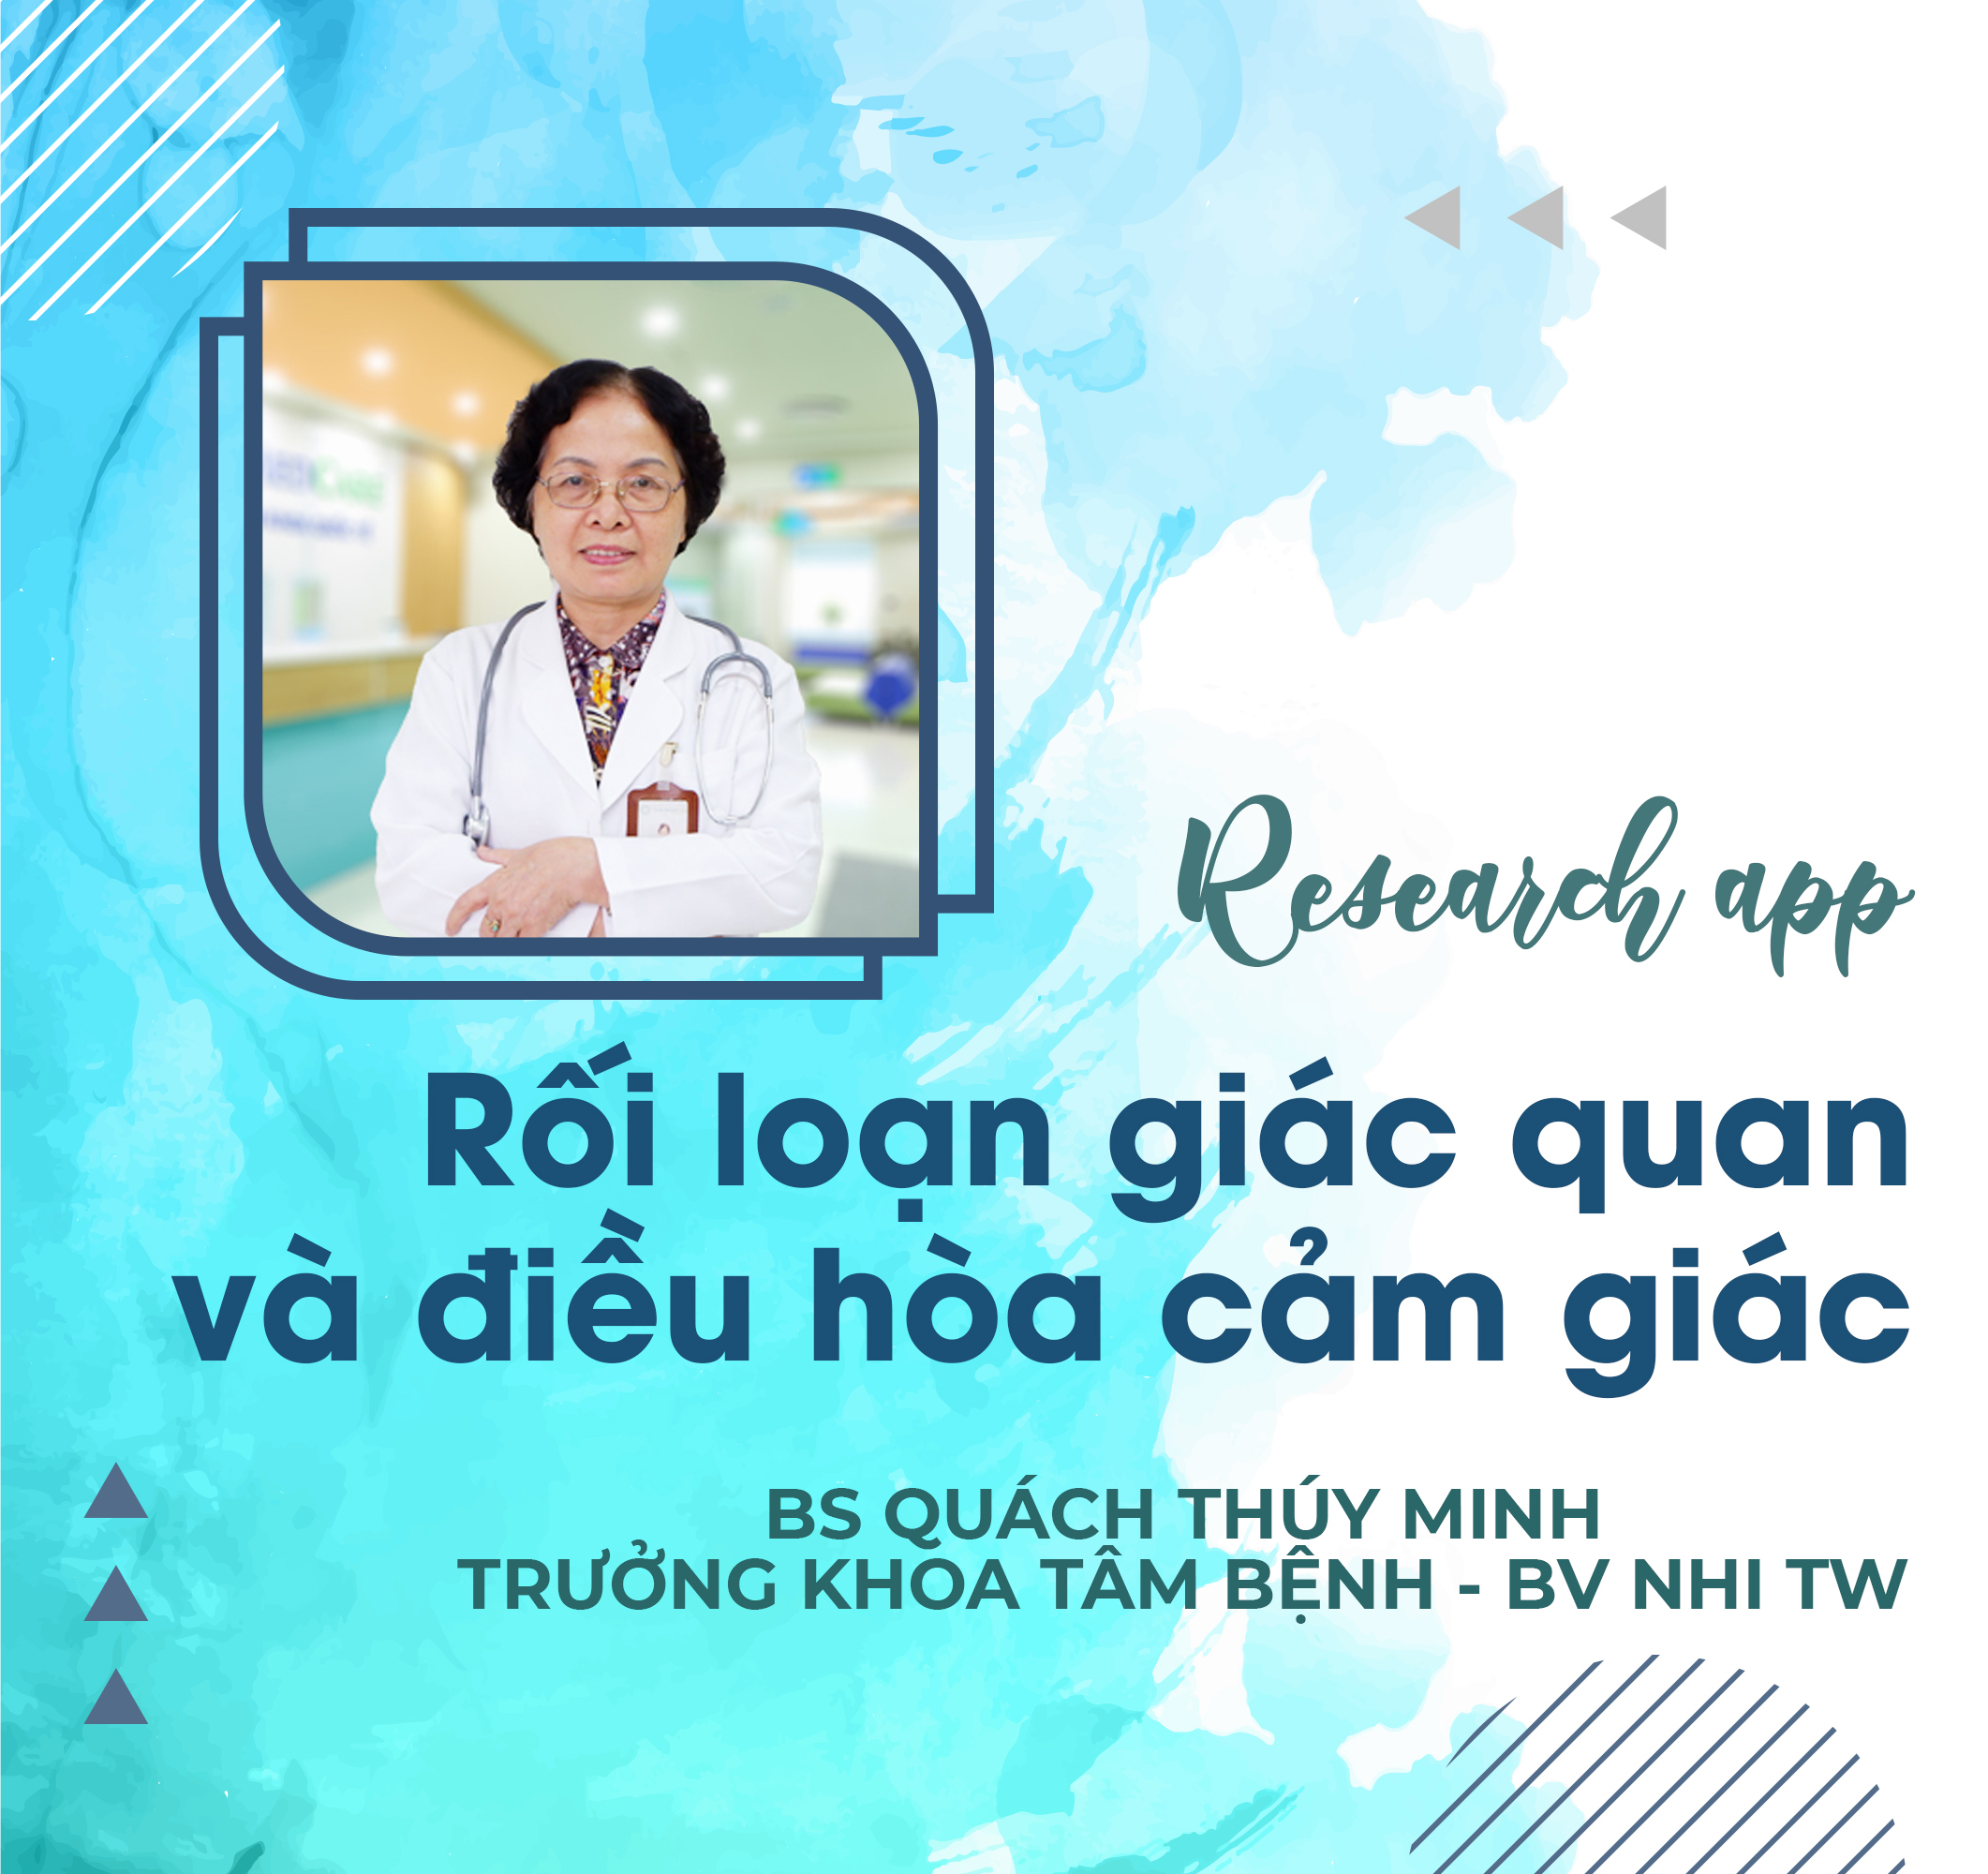 Research app
Rối loạn giác quan
và điều hòa cảm giác
BS QUÁCH THÚY MINH
TRƯỞNG KHOA TÂM BỆNH - BV NHI TW